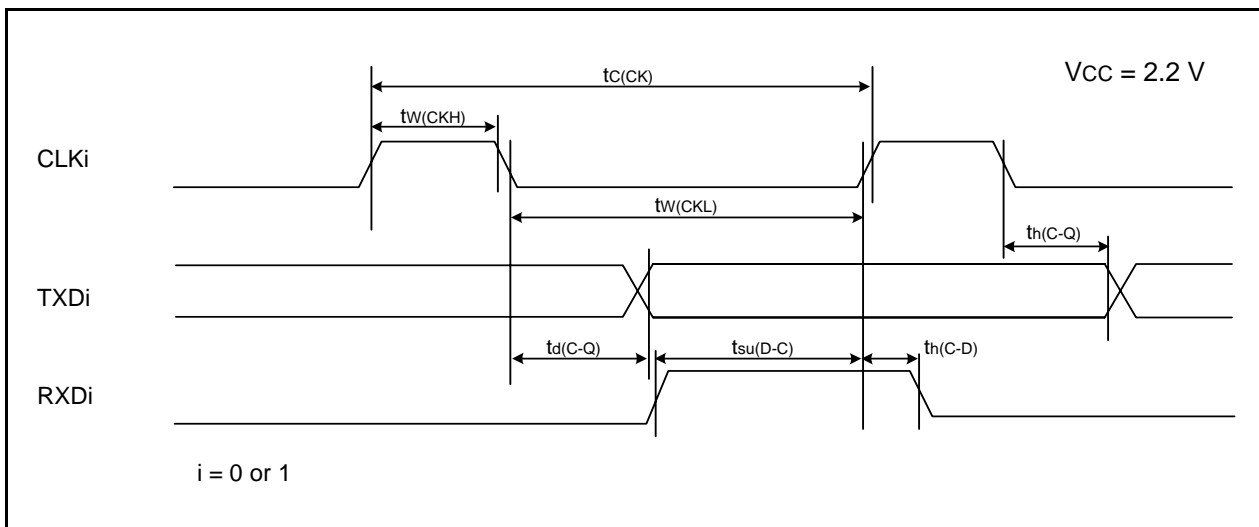 tC(CK)
VCC = 2.2 V
tW(CKH)
CLKi
tW(CKL)
th(C-Q)
TXDi
td(C-Q)
tsu(D-C)
th(C-D)
RXDi
i = 0 or 1